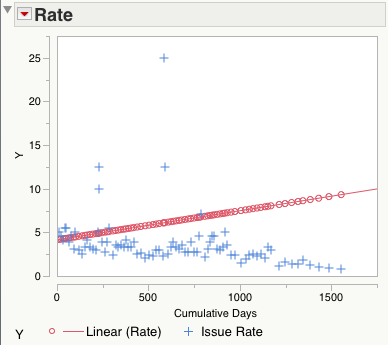 Rate
25
20
15
Y
10
5
0
0 500 1000 1500
Cumulative Days
Y Linear (Rate) Issue Rate